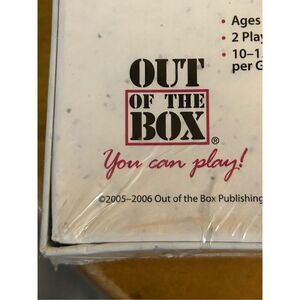 • Ages
• 2 Play
• 10–1
per G
OUT
OF THE
BOX®
You can play!
©2005–2006 Out of the Box Publishing